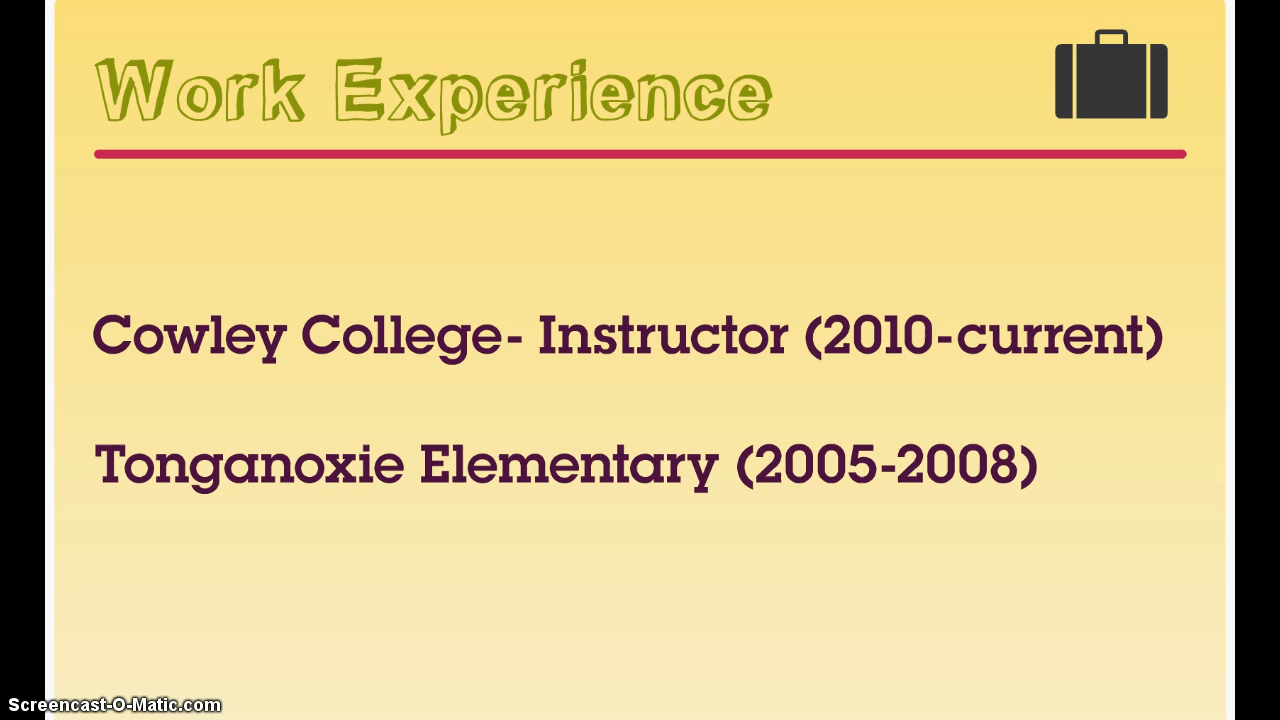 Work Experience
Cowley College- Instructor (2010-current)
Tonganoxie Elementary (2005-2008)
Screencast-O-Matic.com